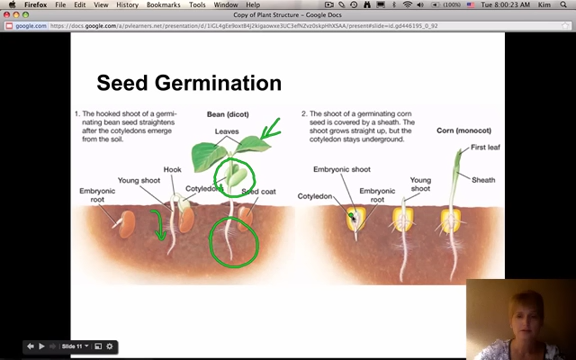 Firefox File Edit View History Bookmarks Tools Window Help
(100%) Tue 8:00:23 AM Kim
Copy of Plant Structure - Google Docs
Seed Germination
1. The hooked shoot of a germi-
nating bean seed straightens
after the cotyledons emerge
from the soil.
Bean (dicot)
Leaves
Hook
Young shoot
Cotyledons
Seed coat
Embryonic
root
2. The shoot of a germinating corn
seed is covered by a sheath. The
shoot grows straight up, but the
cotyledon stays underground.
Corn (monocot)
First leaf
Embryonic shoot
Sheath
Young
shoot
Embryonic
root
Cotyledon
Slide 11